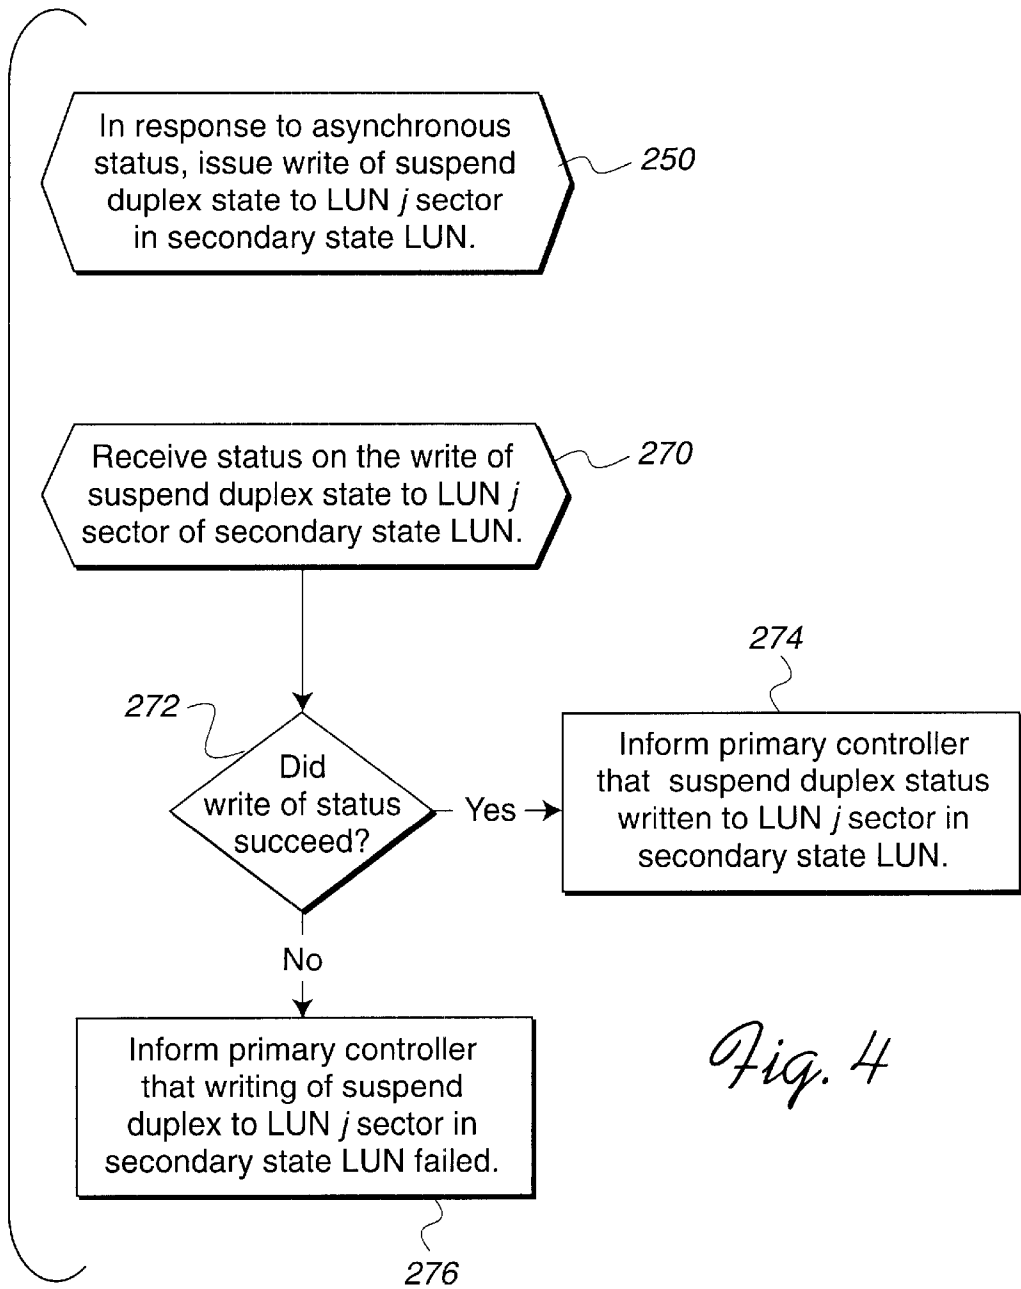 In response to asynchronous
status, issue write of suspend
duplex state to LUN j sector
in secondary state LUN.
250
Receive status on the write of
suspend duplex state to LUN j
sector of secondary state LUN.
270
272
Did
write of status
succeed?
Yes
274
Inform primary controller
that suspend duplex status
written to LUN j sector in
secondary state LUN.
No
Inform primary controller
that writing of suspend
duplex to LUN j sector in
secondary state LUN failed.
276
Fig. 4